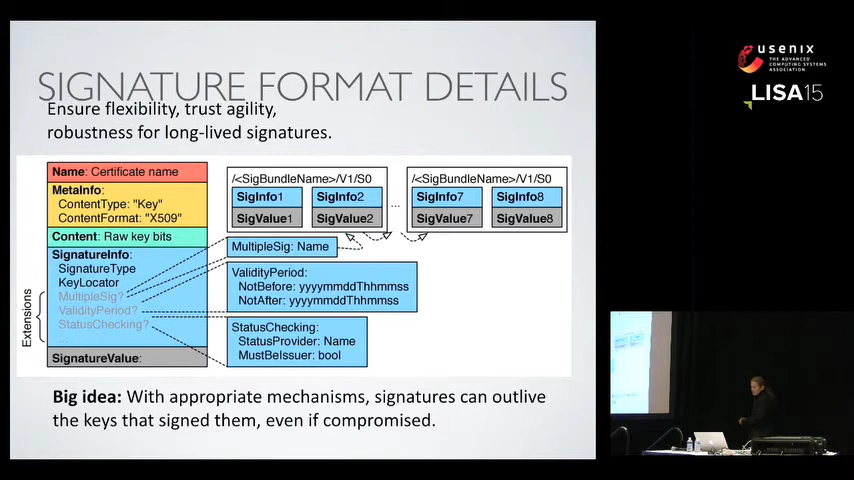 SIGNATURE FORMAT DETAILS
Ensure flexibility, trust agility,
robustness for long-lived signatures.
Name: Certificate name
MetaInfo:
ContentType: "Key"
ContentFormat: "X509"
Content: Raw key bits
SignatureInfo:
SignatureType
KeyLocator
MultipleSig?
ValidityPeriod?
StatusChecking?
...
SignatureValue:
Extensions
/<SigBundleName>/V1/S0
SigInfo1
SigInfo2
SigValue1
SigValue2
...
/<SigBundleName>/V1/S0
SigInfo7
SigInfo8
SigValue7
SigValue8
MultipleSig: Name
ValidityPeriod:
NotBefore: yyyymmddThhmmss
NotAfter: yyyymmddThhmmss
StatusChecking:
StatusProvider: Name
MustBeIssuer: bool
Big idea: With appropriate mechanisms, signatures can outlive
the keys that signed them, even if compromised.
usenix
THE ADVANCED
COMPUTING SYSTEMS
ASSOCIATION
LISA15